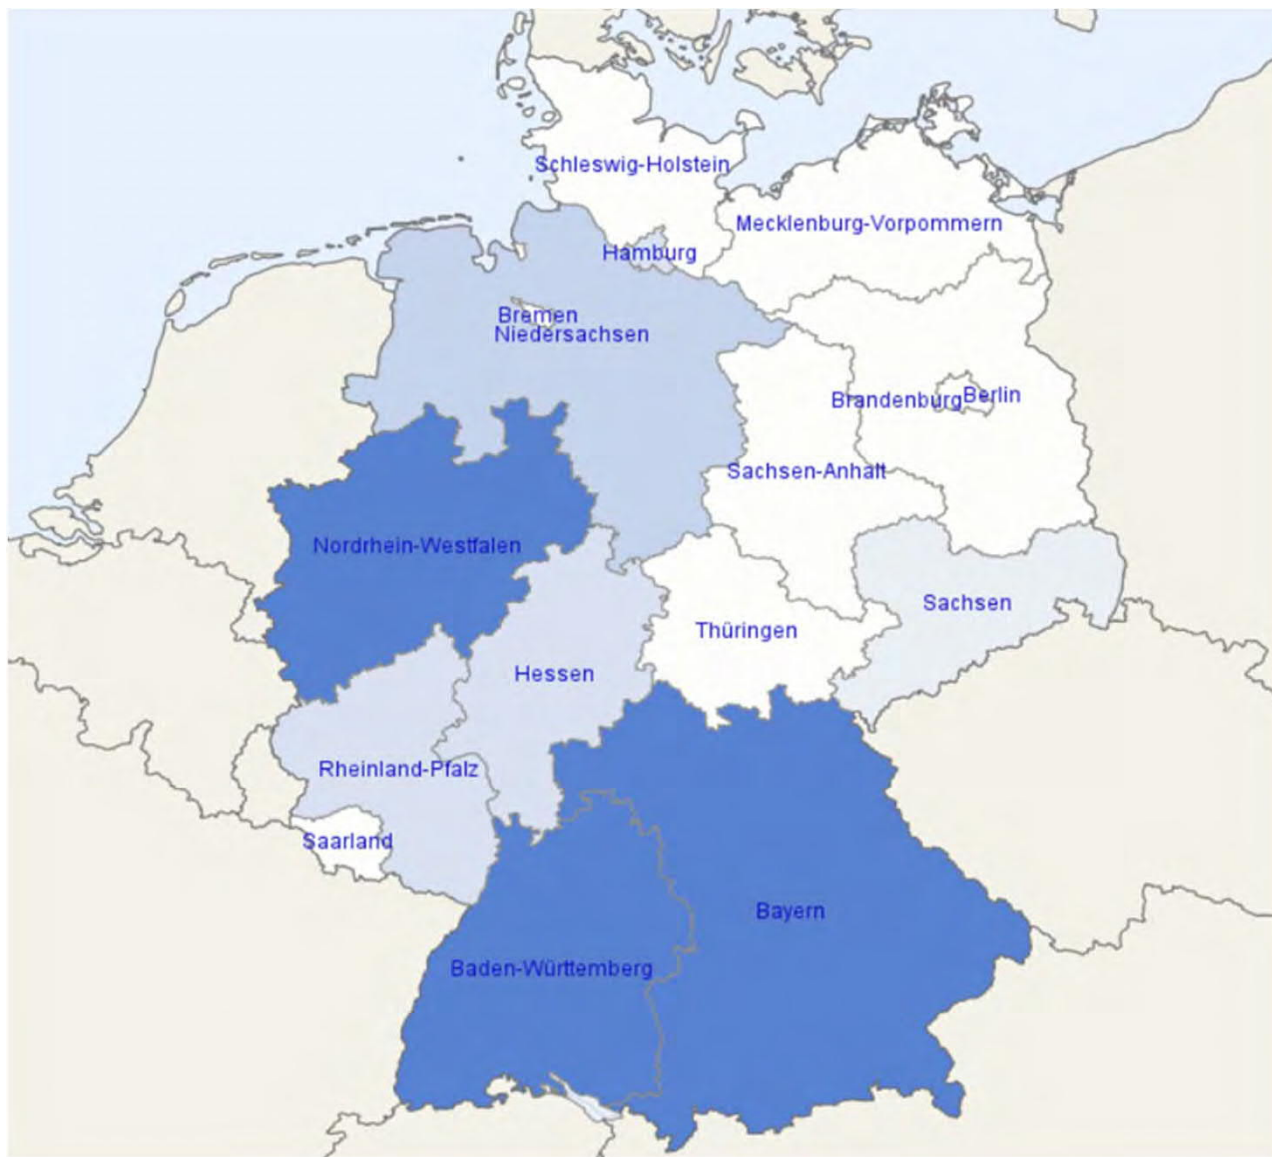 Schleswig-Holstein
Mecklenburg-Vorpommern
Hamburg
Bremen
Niedersachsen
Brandenburg
Berlin
Sachsen-Anhalt
Nordrhein-Westfalen
Sachsen
Thüringen
Hessen
Rheinland-Pfalz
Saarland
Bayern
Baden-Württemberg